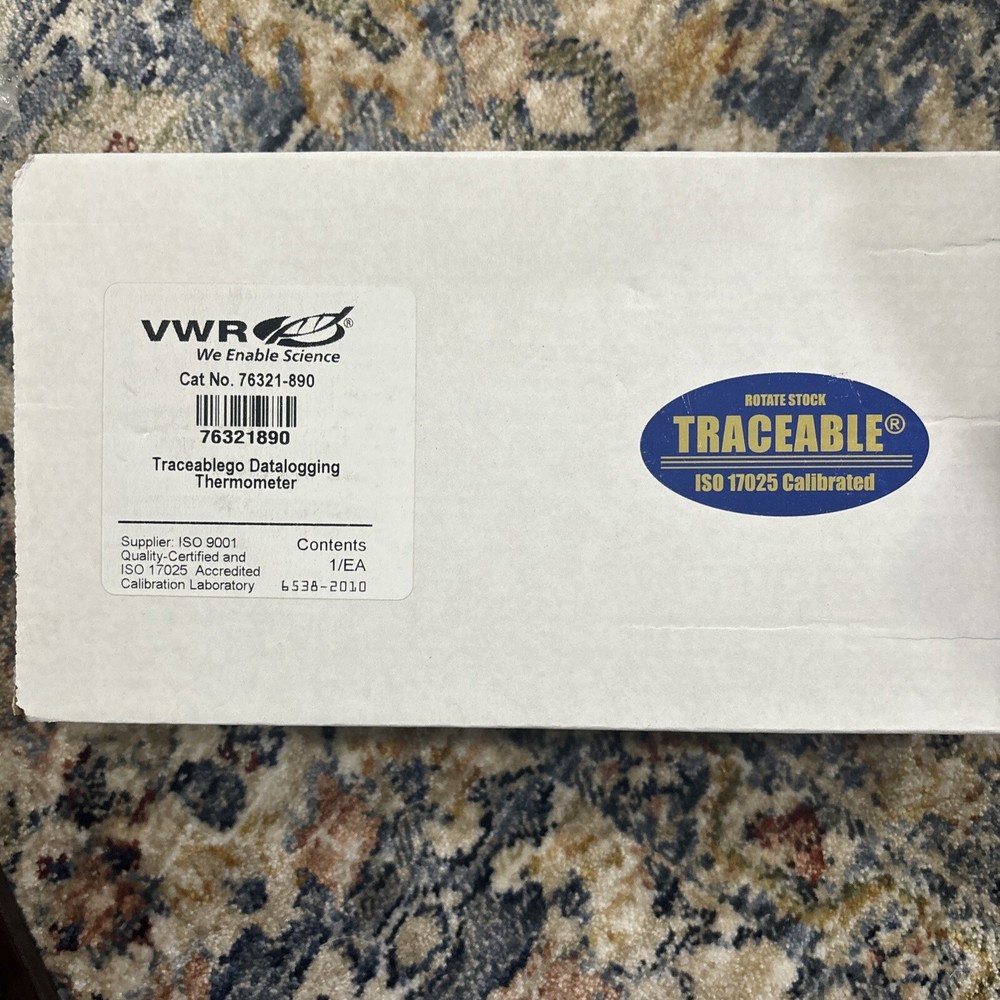 VWR®
We Enable Science
Cat No. 76321-890
76321890
Traceablego Datalogging
Thermometer
Supplier: ISO 9001
Quality-Certified and
ISO 17025 Accredited
Calibration Laboratory
Contents
1/EA
6538-2010
ROTATE STOCK
TRACEABLE®
ISO 17025 Calibrated